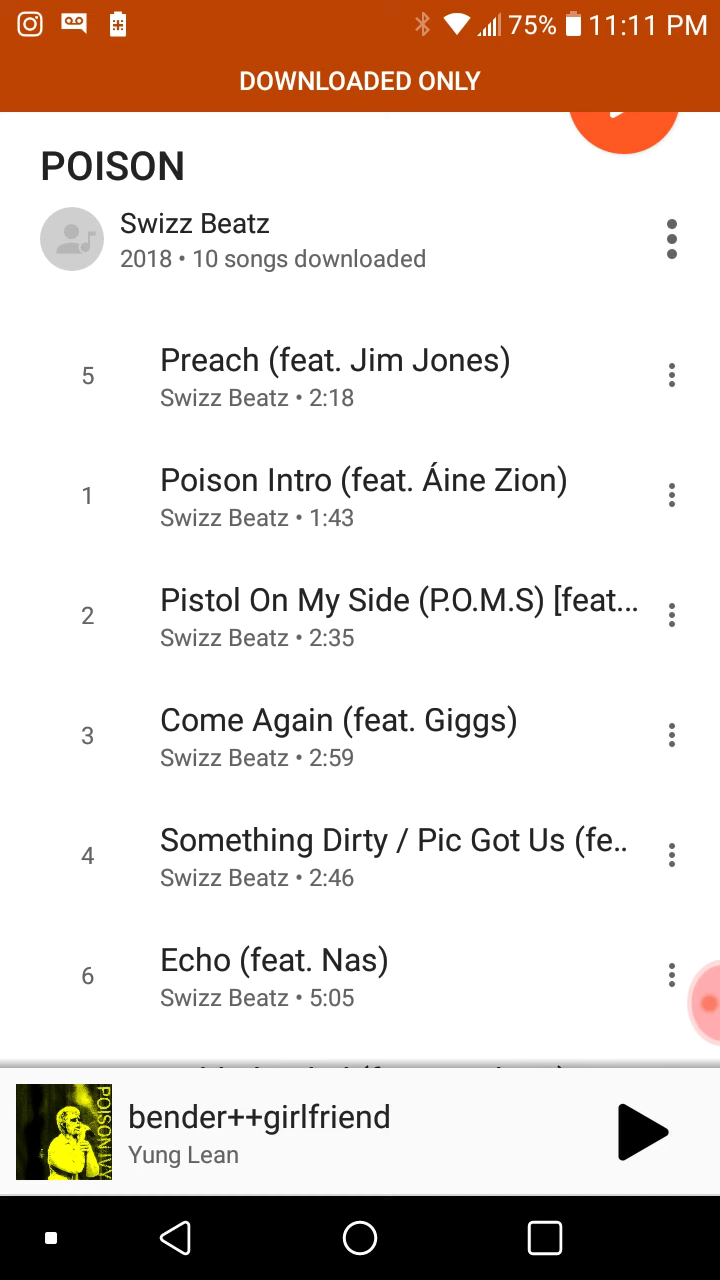 75% 11:11 PM
DOWNLOADED ONLY
POISON
Swizz Beatz
2018 • 10 songs downloaded
5
Preach (feat. Jim Jones)
Swizz Beatz • 2:18
1
Poison Intro (feat. Áine Zion)
Swizz Beatz • 1:43
2
Pistol On My Side (P.O.M.S) [feat...
Swizz Beatz • 2:35
3
Come Again (feat. Giggs)
Swizz Beatz • 2:59
4
Something Dirty / Pic Got Us (fe..
Swizz Beatz • 2:46
6
Echo (feat. Nas)
Swizz Beatz • 5:05
POISON IVY
bender++girlfriend
Yung Lean